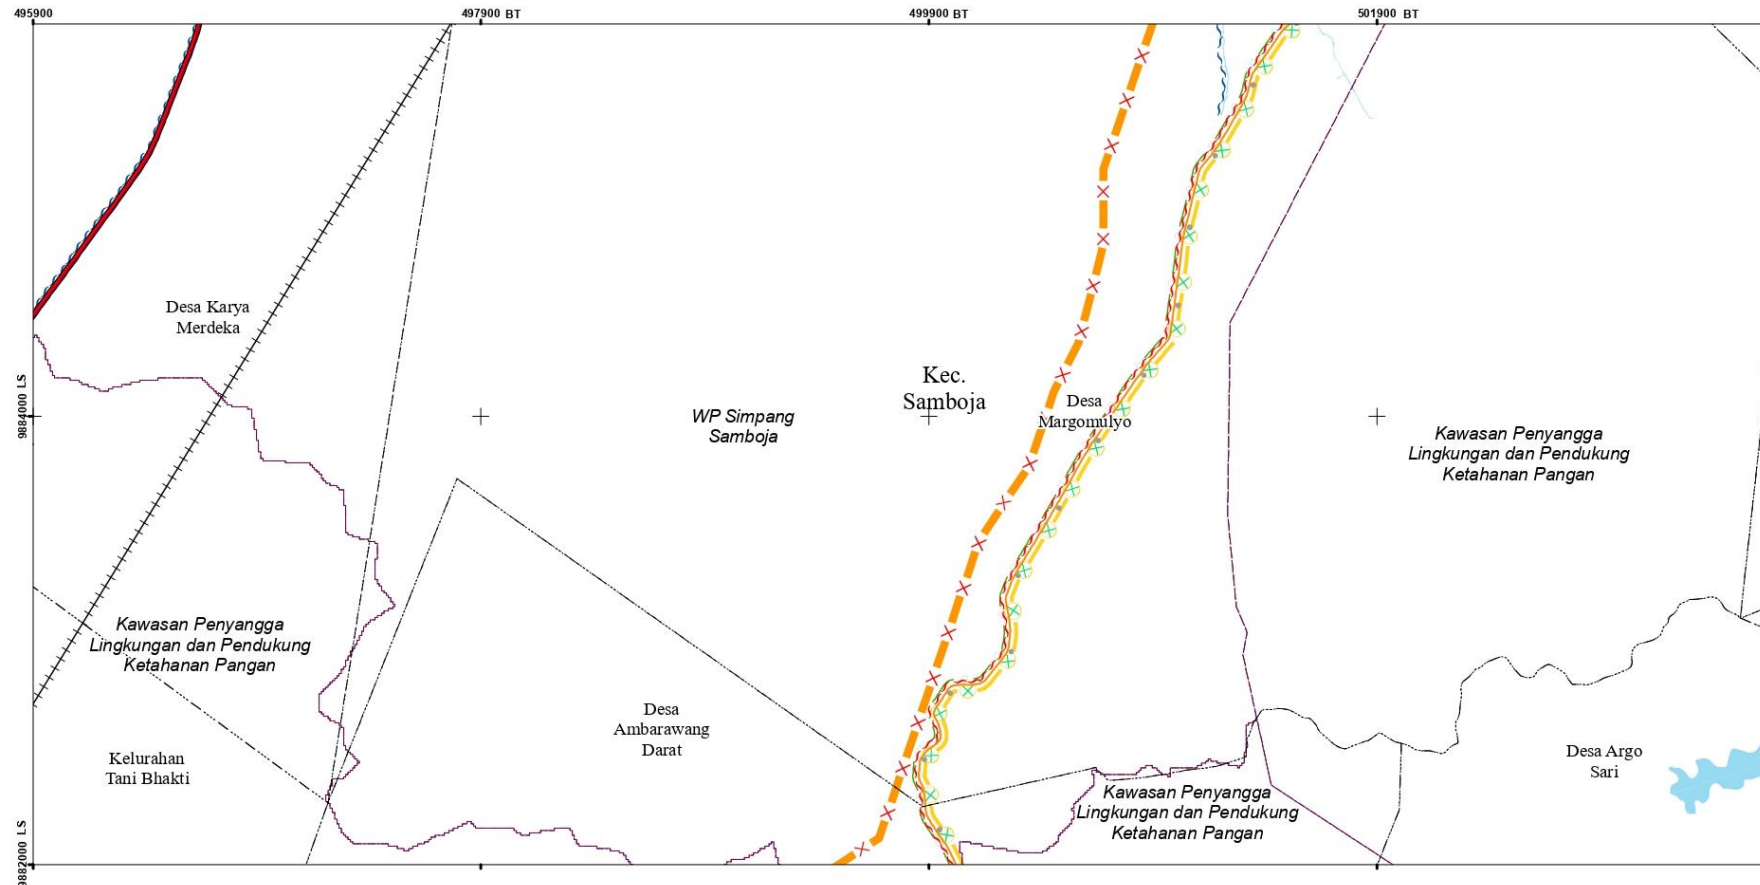 495900
497900 BT
499900 BT
501900 BT
Desa Karya
Merdeka
9884000 LS
Kec.
Samboja
WP Simpang
Samboja
Desa
Margomulyo
Kawasan Penyangga
Lingkungan dan Pendukung
Ketahanan Pangan
Kawasan Penyangga
Lingkungan dan Pendukung
Ketahanan Pangan
Desa
Ambarawang
Darat
Kelurahan
Tani Bhakti
Desa Argo
Sari
Kawasan Penyangga
Lingkungan dan Pendukung
Ketahanan Pangan
9882000 LS